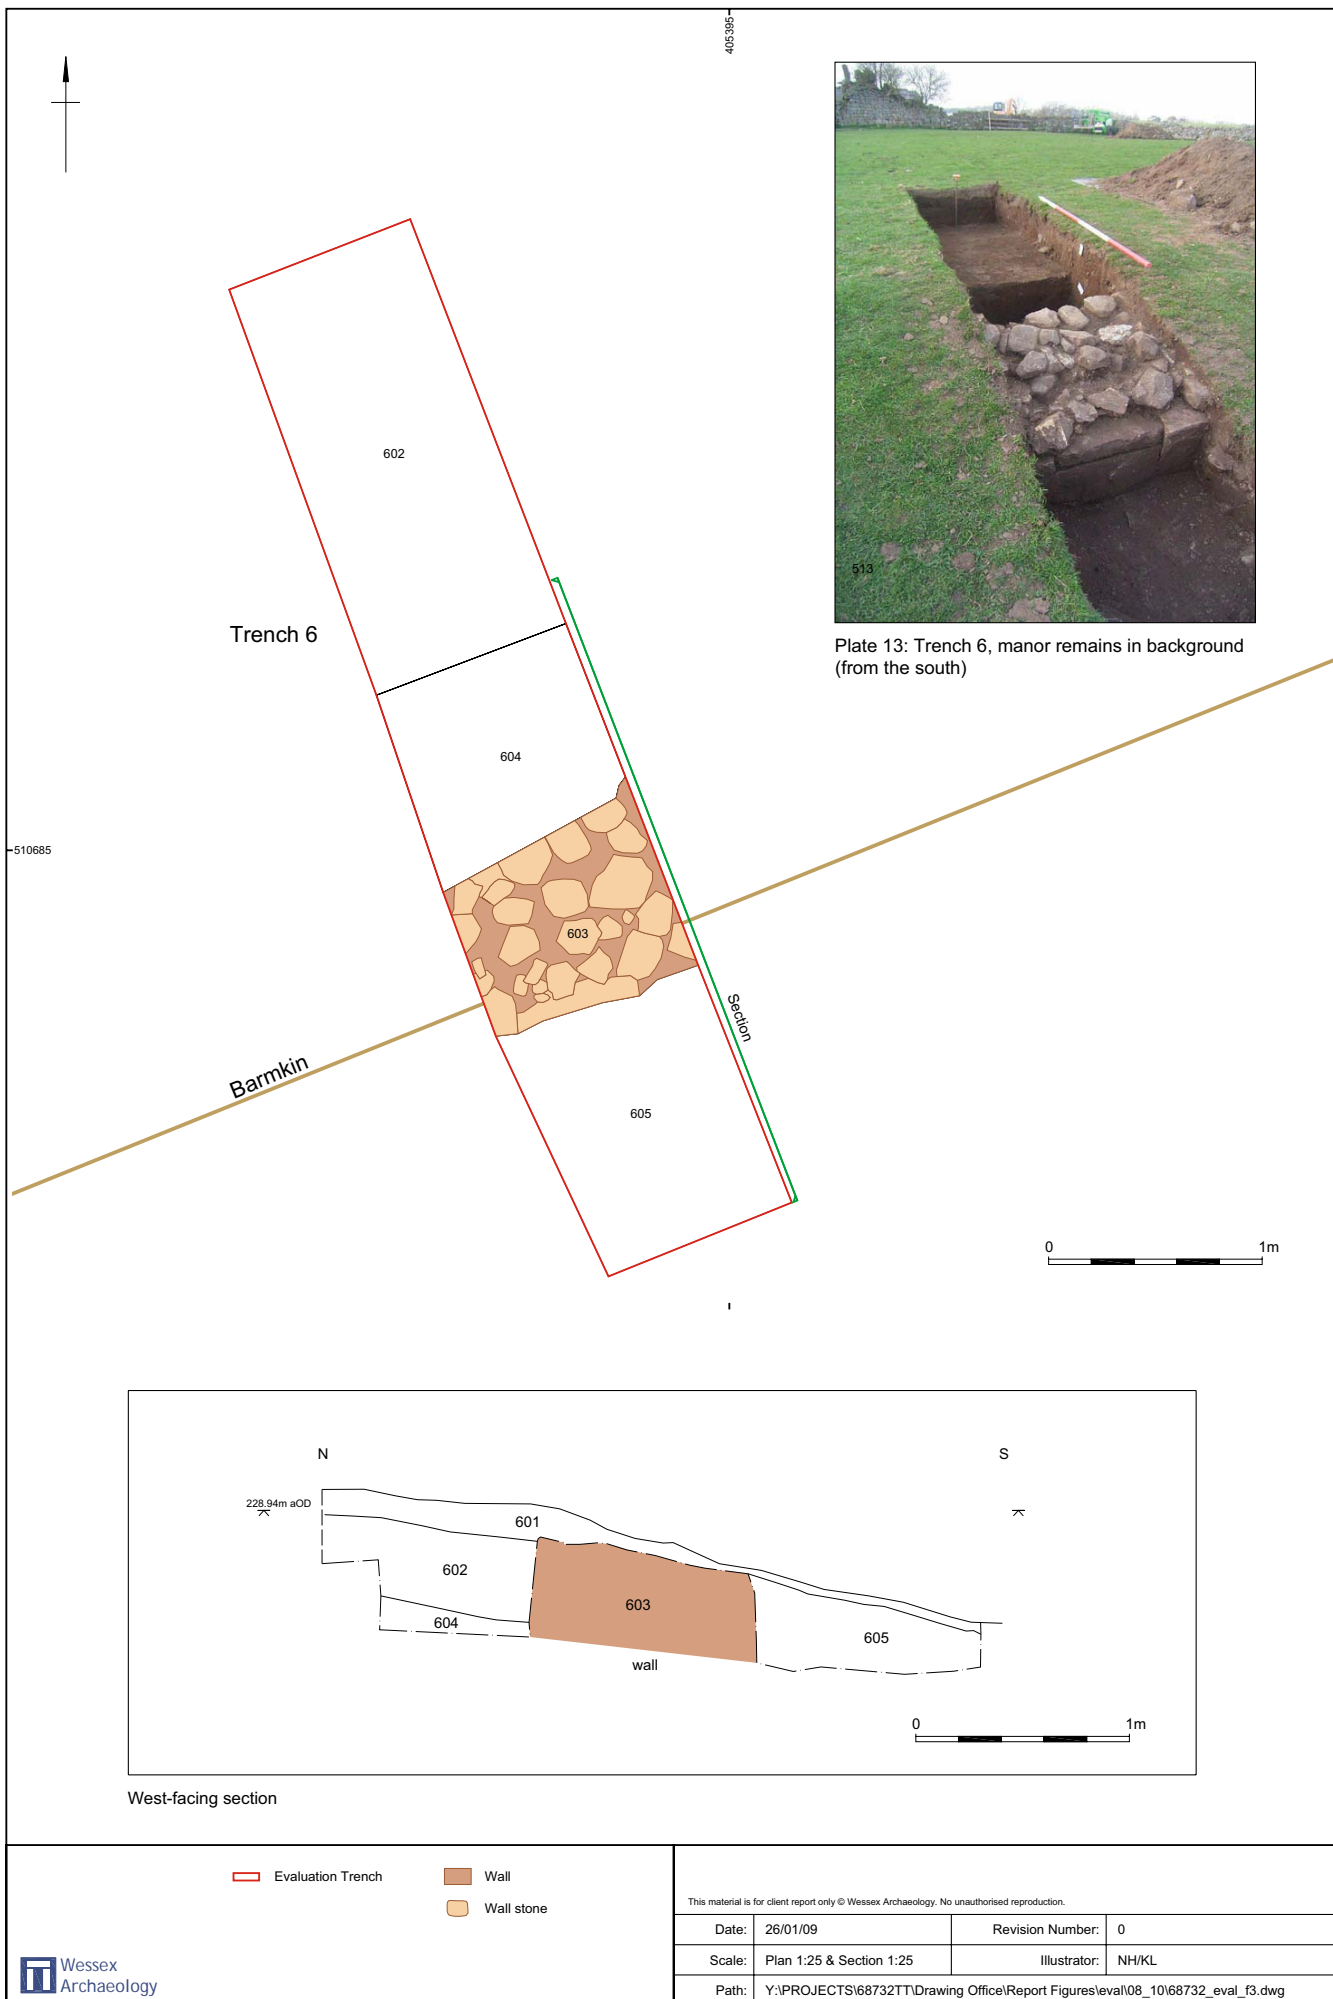 405395
602
Trench 6
513
Plate 13: Trench 6, manor remains in background
(from the south)
604
510685
603
Section
Barmkin
605
0 1m
N S
228.94m aOD
601
602
603
604
605
wall
0 1m
West-facing section
Evaluation Trench
Wall
Wall stone
Wessex
Archaeology
This material is for client report only © Wessex Archaeology. No unauthorised reproduction.
Date: 26/01/09 Revision Number: 0
Scale: Plan 1:25 & Section 1:25 Illustrator: NH/KL
Path: Y:\PROJECTS\68732TT\Drawing Office\Report Figures\eval\08_10\68732_eval_f3.dwg